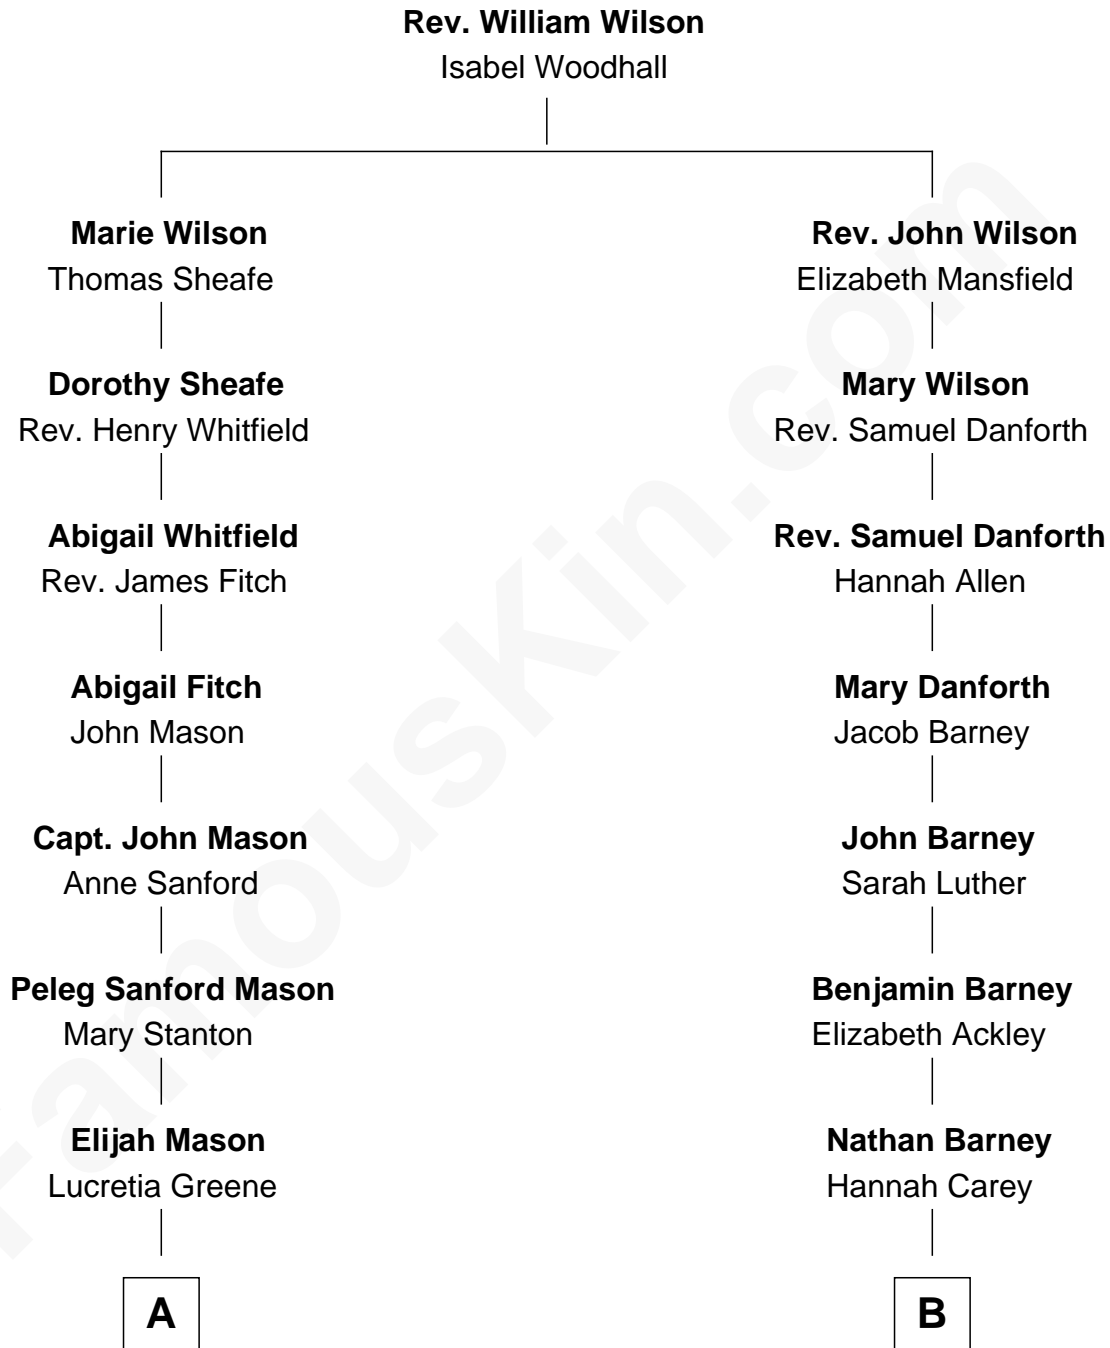 Rev. William Wilson
Isabel Woodhall
Marie Wilson
Thomas Sheafe
Dorothy Sheafe
Rev. Henry Whitfield
Abigail Whitfield
Rev. James Fitch
Abigail Fitch
John Mason
Capt. John Mason
Anne Sanford
Peleg Sanford Mason
Mary Stanton
Elijah Mason
Lucretia Greene
A
Rev. John Wilson
Elizabeth Mansfield
Mary Wilson
Rev. Samuel Danforth
Rev. Samuel Danforth
Hannah Allen
Mary Danforth
Jacob Barney
John Barney
Sarah Luther
Benjamin Barney
Elizabeth Ackley
Nathan Barney
Hannah Carey
B
FamousKin.com